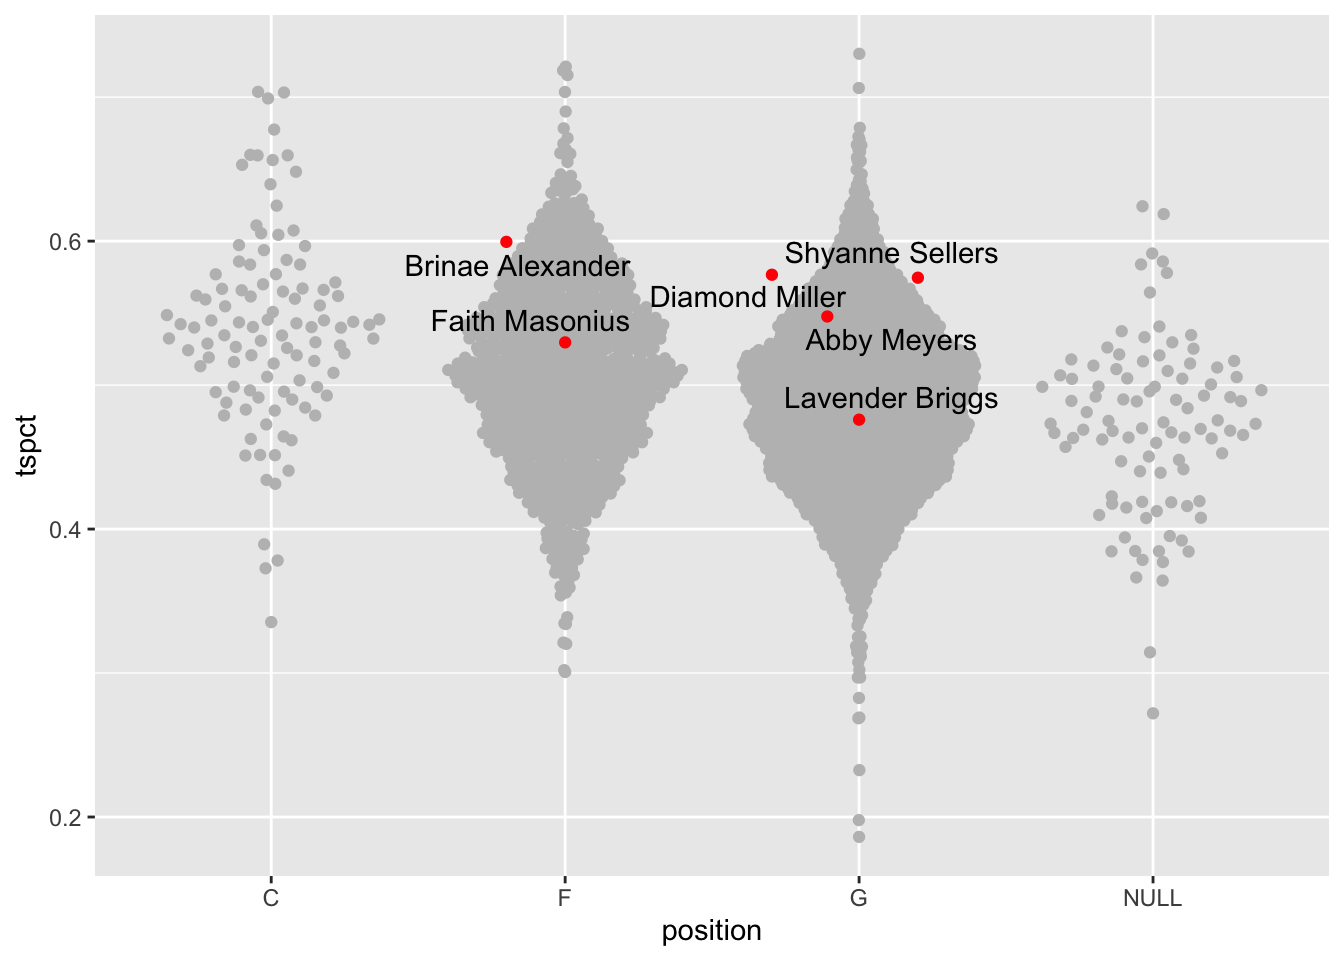 0.6
0.4
0.2
tspct
Brinae Alexander
Faith Masonius
Shyanne Sellers
Diamond Miller
Abby Meyers
Lavender Briggs
C
F
G
NULL
position